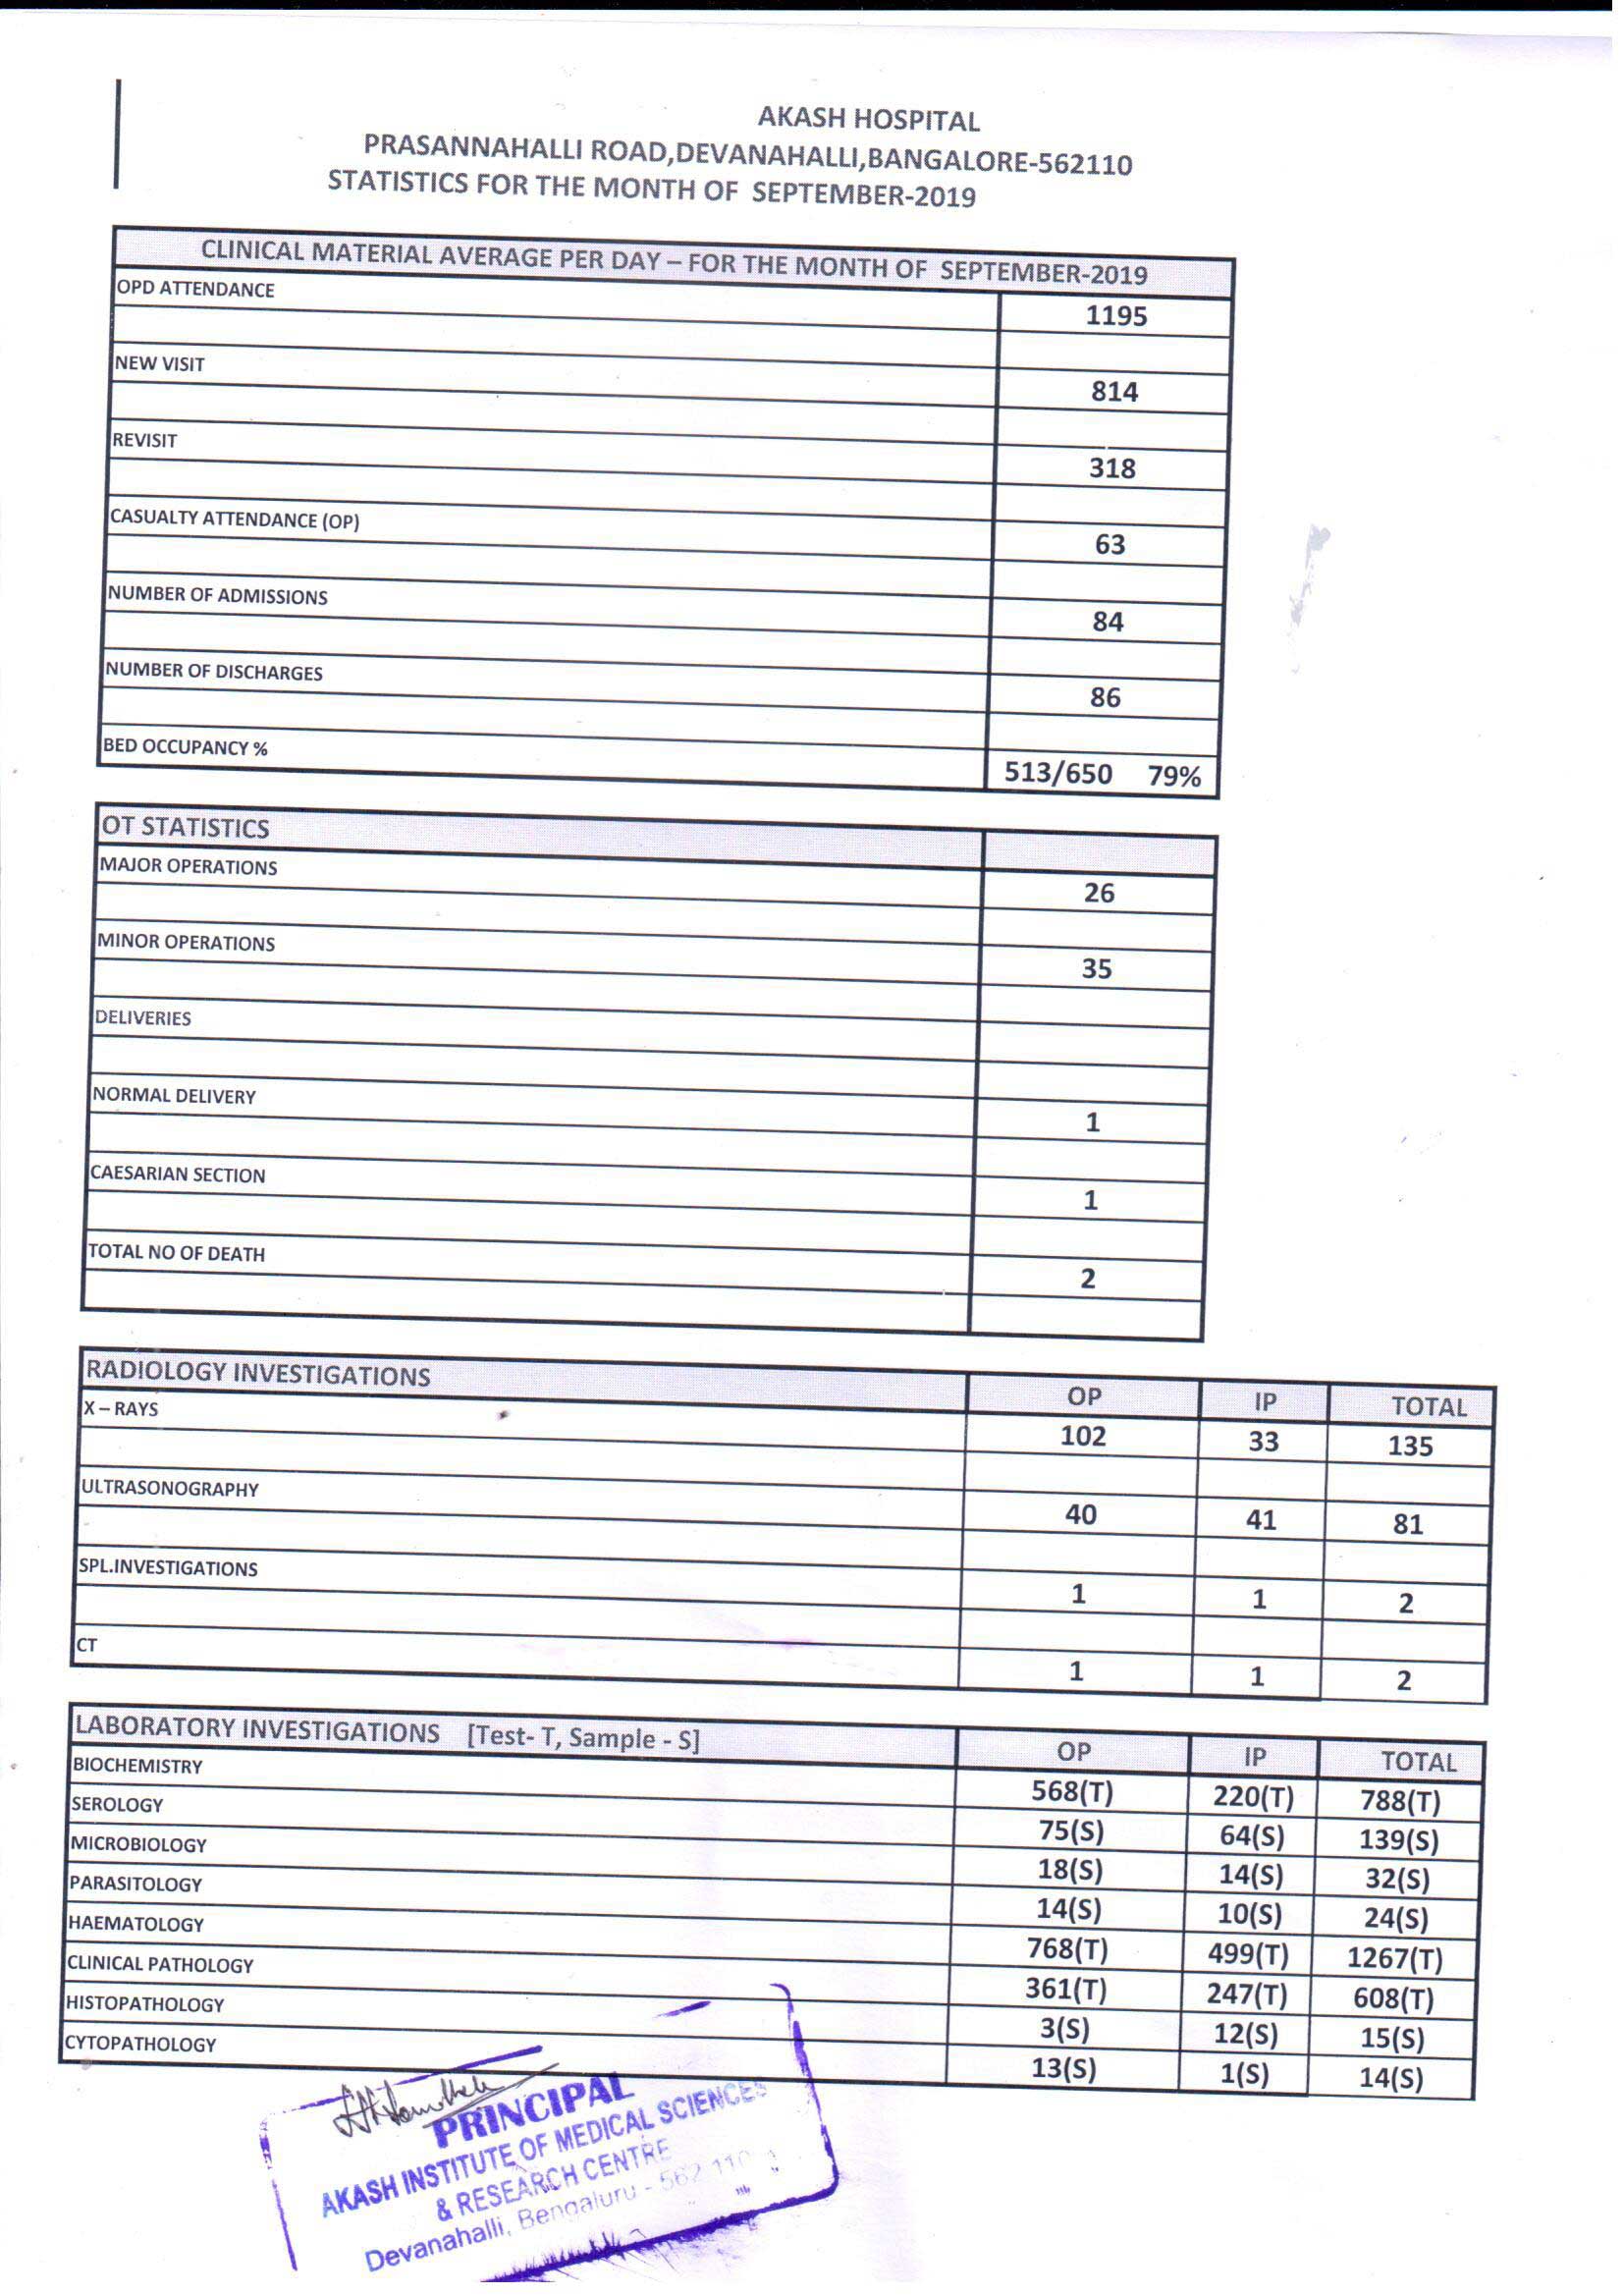 AKASH HOSPITAL
PRASANNAHALLI ROAD,DEVANAHALLI,BANGALORE-562110
STATISTICS FOR THE MONTH OF SEPTEMBER-2019
CLINICAL MATERIAL AVERAGE PER DAY – FOR THE MONTH OF SEPTEMBER-2019
OPD ATTENDANCE 1195
NEW VISIT 814
REVISIT 318
CASUALTY ATTENDANCE (OP) 63
NUMBER OF ADMISSIONS 84
NUMBER OF DISCHARGES 86
BED OCCUPANCY % 513/650 79%
OT STATISTICS
MAJOR OPERATIONS 26
MINOR OPERATIONS 35
DELIVERIES
NORMAL DELIVERY 1
CAESARIAN SECTION 1
TOTAL NO OF DEATH 2
RADIOLOGY INVESTIGATIONS OP IP TOTAL
X – RAYS 102 33 135
ULTRASONOGRAPHY 40 41 81
SPL.INVESTIGATIONS 1 1 2
CT 1 1 2
LABORATORY INVESTIGATIONS [Test- T, Sample - S] OP IP TOTAL
BIOCHEMISTRY 568(T) 220(T) 788(T)
SEROLOGY 75(S) 64(S) 139(S)
MICROBIOLOGY 18(S) 14(S) 32(S)
PARASITOLOGY 14(S) 10(S) 24(S)
HAEMATOLOGY 768(T) 499(T) 1267(T)
CLINICAL PATHOLOGY 361(T) 247(T) 608(T)
HISTOPATHOLOGY 3(S) 12(S) 15(S)
CYTOPATHOLOGY 13(S) 1(S) 14(S)
PRINCIPAL
AKASH INSTITUTE OF MEDICAL SCIENCES
& RESEARCH CENTRE
Devanahalli, Bengaluru - 562 110